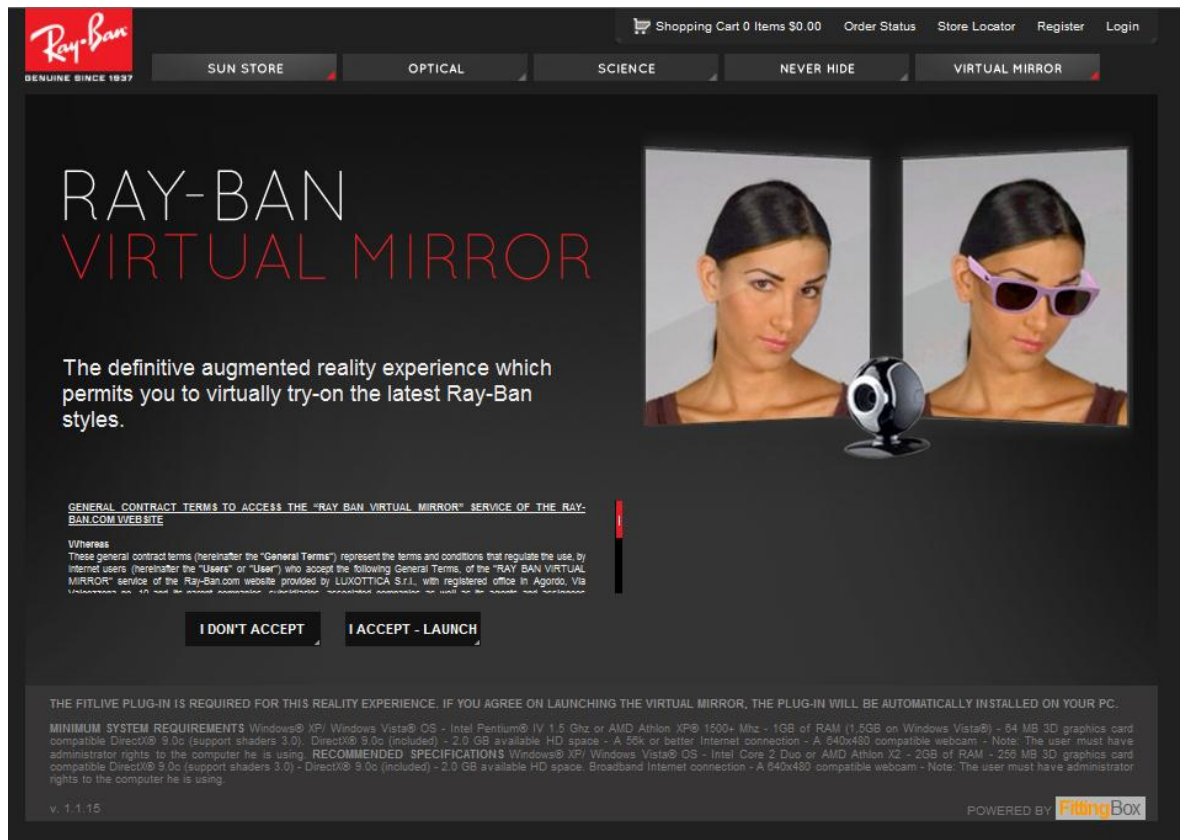 Ray-Ban
GENUINE SINCE 1937
Shopping Cart 0 Items $0.00 Order Status Store Locator Register Login
SUN STORE OPTICAL SCIENCE NEVER HIDE VIRTUAL MIRROR
RAY-BAN
VIRTUAL MIRROR
The definitive augmented reality experience which
permits you to virtually try-on the latest Ray-Ban
styles.
GENERAL CONTRACT TERMS TO ACCESS THE "RAY BAN VIRTUAL MIRROR" SERVICE OF THE RAY-
BAN.COM WEBSITE
Whereas
These general contract terms (hereinafter the "General Terms") represent the terms and conditions that regulate the use, by
internet users (hereinafter the "Users" or "User") who accept the following General Terms, of the "RAY BAN VIRTUAL
MIRROR" service of the Ray-Ban.com website provided by LUXOTTICA S.r.l., with registered office in Agordo, Via
I DON'T ACCEPT I ACCEPT - LAUNCH
THE FITLIVE PLUG-IN IS REQUIRED FOR THIS REALITY EXPERIENCE. IF YOU AGREE ON LAUNCHING THE VIRTUAL MIRROR, THE PLUG-IN WILL BE AUTOMATICALLY INSTALLED ON YOUR PC.
MINIMUM SYSTEM REQUIREMENTS Windows® XP/ Windows Vista® OS - Intel Pentium® IV 1.5 Ghz or AMD Athlon XP® 1500+ Mhz - 1GB of RAM (1,5GB on Windows Vista®) - 64 MB 3D graphics card
compatible DirectX® 9.0c (support shaders 3.0). DirectX® 9.0c (included) - 2,0 GB available HD space - A 56k or better Internet connection - A 640x480 compatible webcam - Note: The user must have
administrator rights to the computer he is using. RECOMMENDED SPECIFICATIONS Windows® XP/ Windows Vista® OS - Intel Core 2 Duo or AMD Athlon X2 - 2GB of RAM - 256 MB 3D graphics card
compatible DirectX® 9.0c (support shaders 3.0) - DirectX® 9.0c (included) - 2.0 GB available HD space. Broadband Internet connection - A 640x480 compatible webcam - Note: The user must have administrator
rights to the computer he is using.
v. 1.1.15
POWERED BY FittingBox